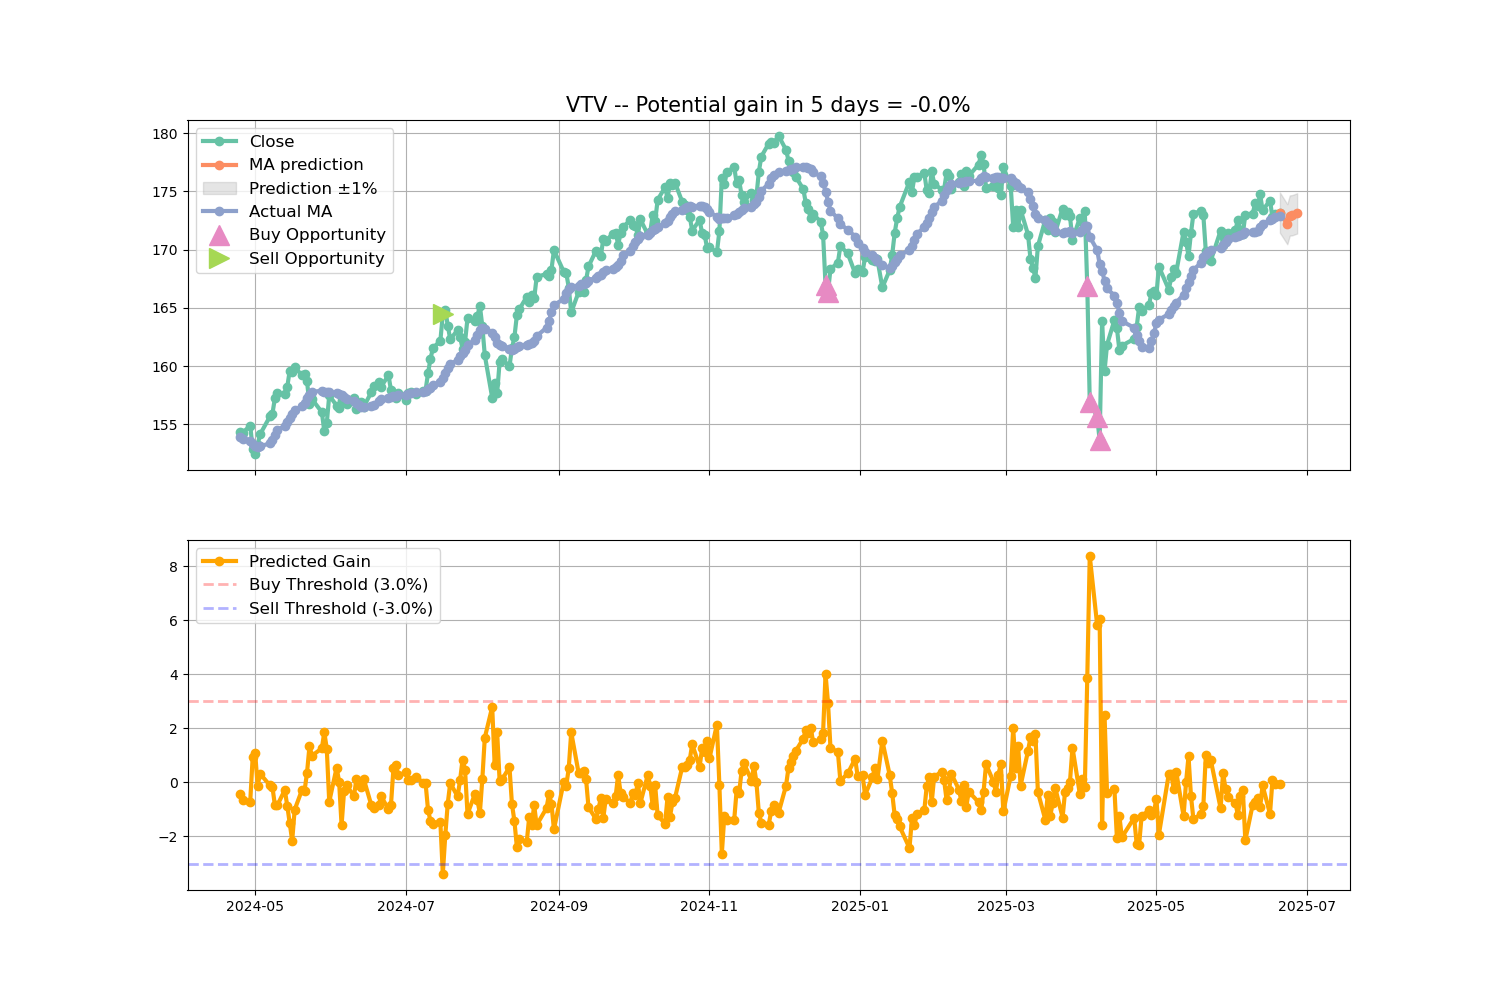 VTV -- Potential gain in 5 days = -0.0%
180
175
170
165
160
155
Close
MA prediction
Prediction ±1%
Actual MA
Buy Opportunity
Sell Opportunity
8
6
4
2
0
−2
Predicted Gain
Buy Threshold (3.0%)
Sell Threshold (-3.0%)
2024-05 2024-07 2024-09 2024-11 2025-01 2025-03 2025-05 2025-07